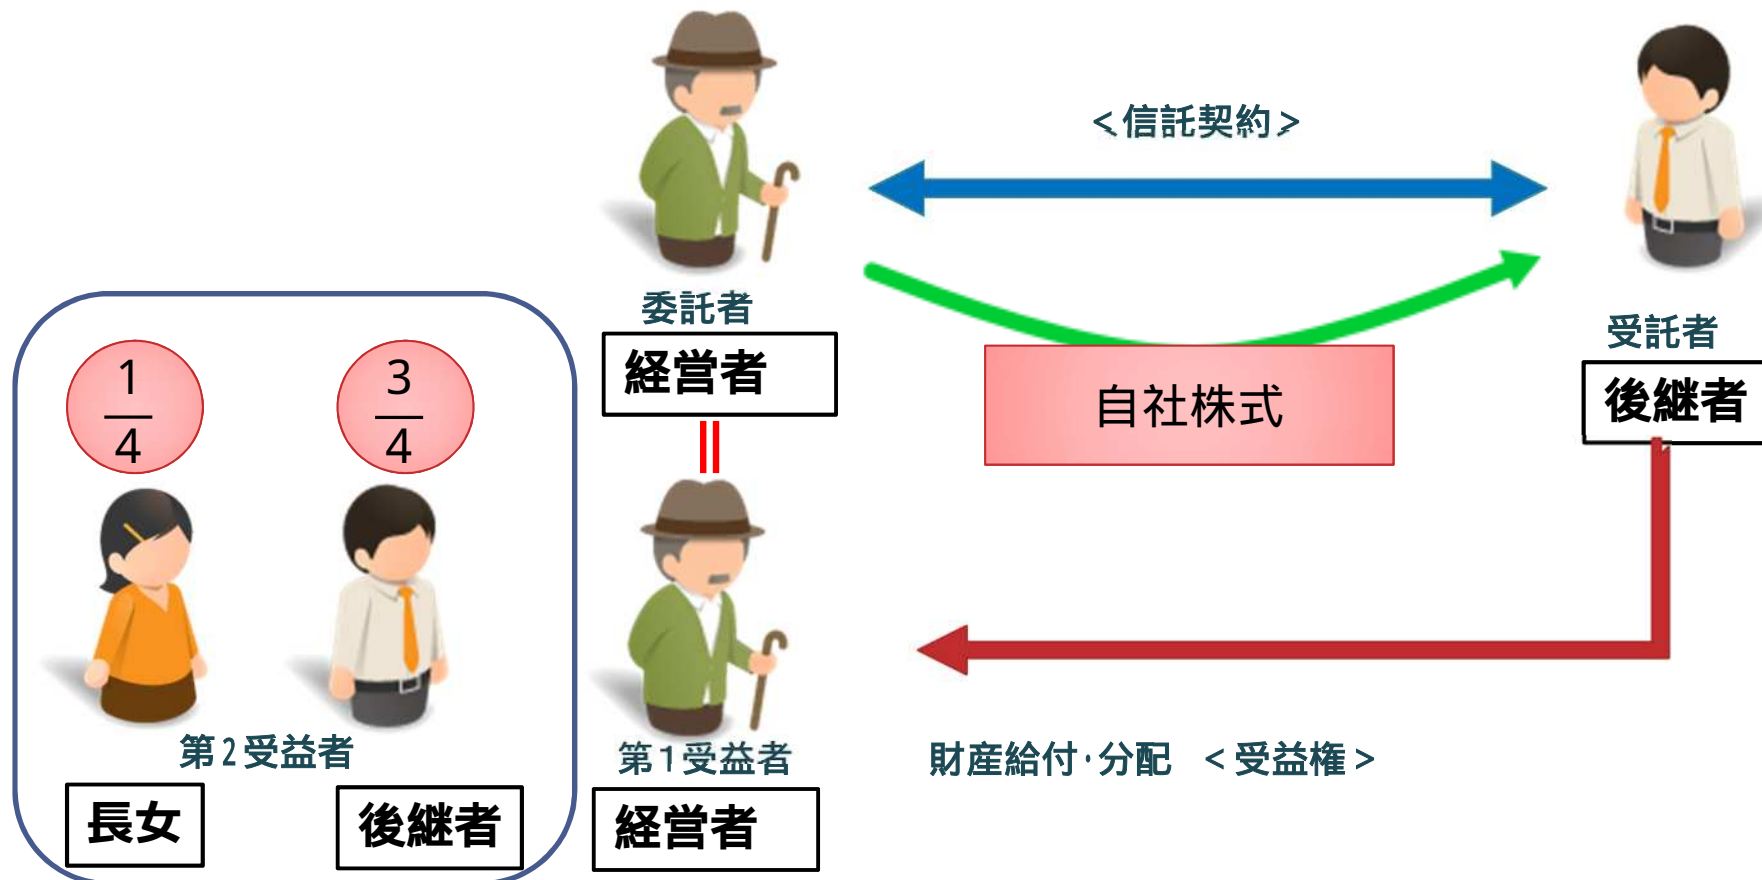 <信託契約>
委託者
経営者
受託者
後継者
自社株式
1
4
3
4
第2受益者
長女
後継者
第1受益者
経営者
財産給付・分配 <受益権>